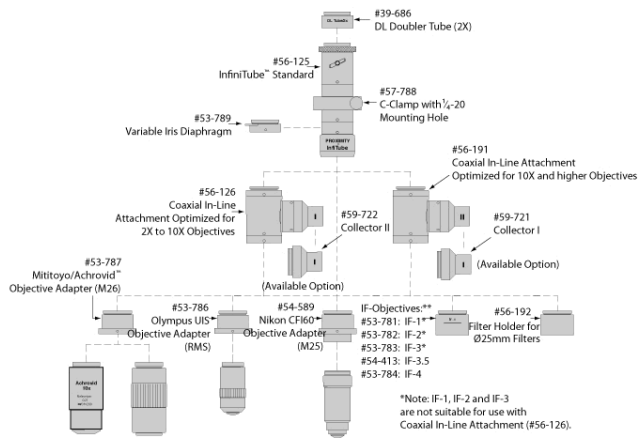 DL TubeIIx
#39-686
DL Doubler Tube (2X)
#56-125
InfiniTube™ Standard
#57-788
C-Clamp with ¼-20
Mounting Hole
#53-789
Variable Iris Diaphragm
PROXIMITY
InfiTube
#56-191
Coaxial In-Line Attachment
Optimized for 10X and higher Objectives
#56-126
Coaxial In-Line
Attachment Optimized for
2X to 10X Objectives
I
II
#59-722
Collector II
#59-721
Collector I
I
I
(Available Option)
(Available Option)
#53-787
Mititoyo/Achrovid™
Objective Adapter (M26)
#53-786
Olympus UIS
Objective Adapter
(RMS)
#54-589
Nikon CFI60
Objective Adapter
(M25)
IF-Objectives:**
#53-781: IF-1*
#53-782: IF-2*
#53-783: IF-3*
#54-413: IF-3.5
#53-784: IF-4
#56-192
Filter Holder for
Ø25mm Filters
Achrovid
*Note: IF-1, IF-2 and IF-3
are not suitable for use with
Coaxial In-Line Attachment (#56-126).